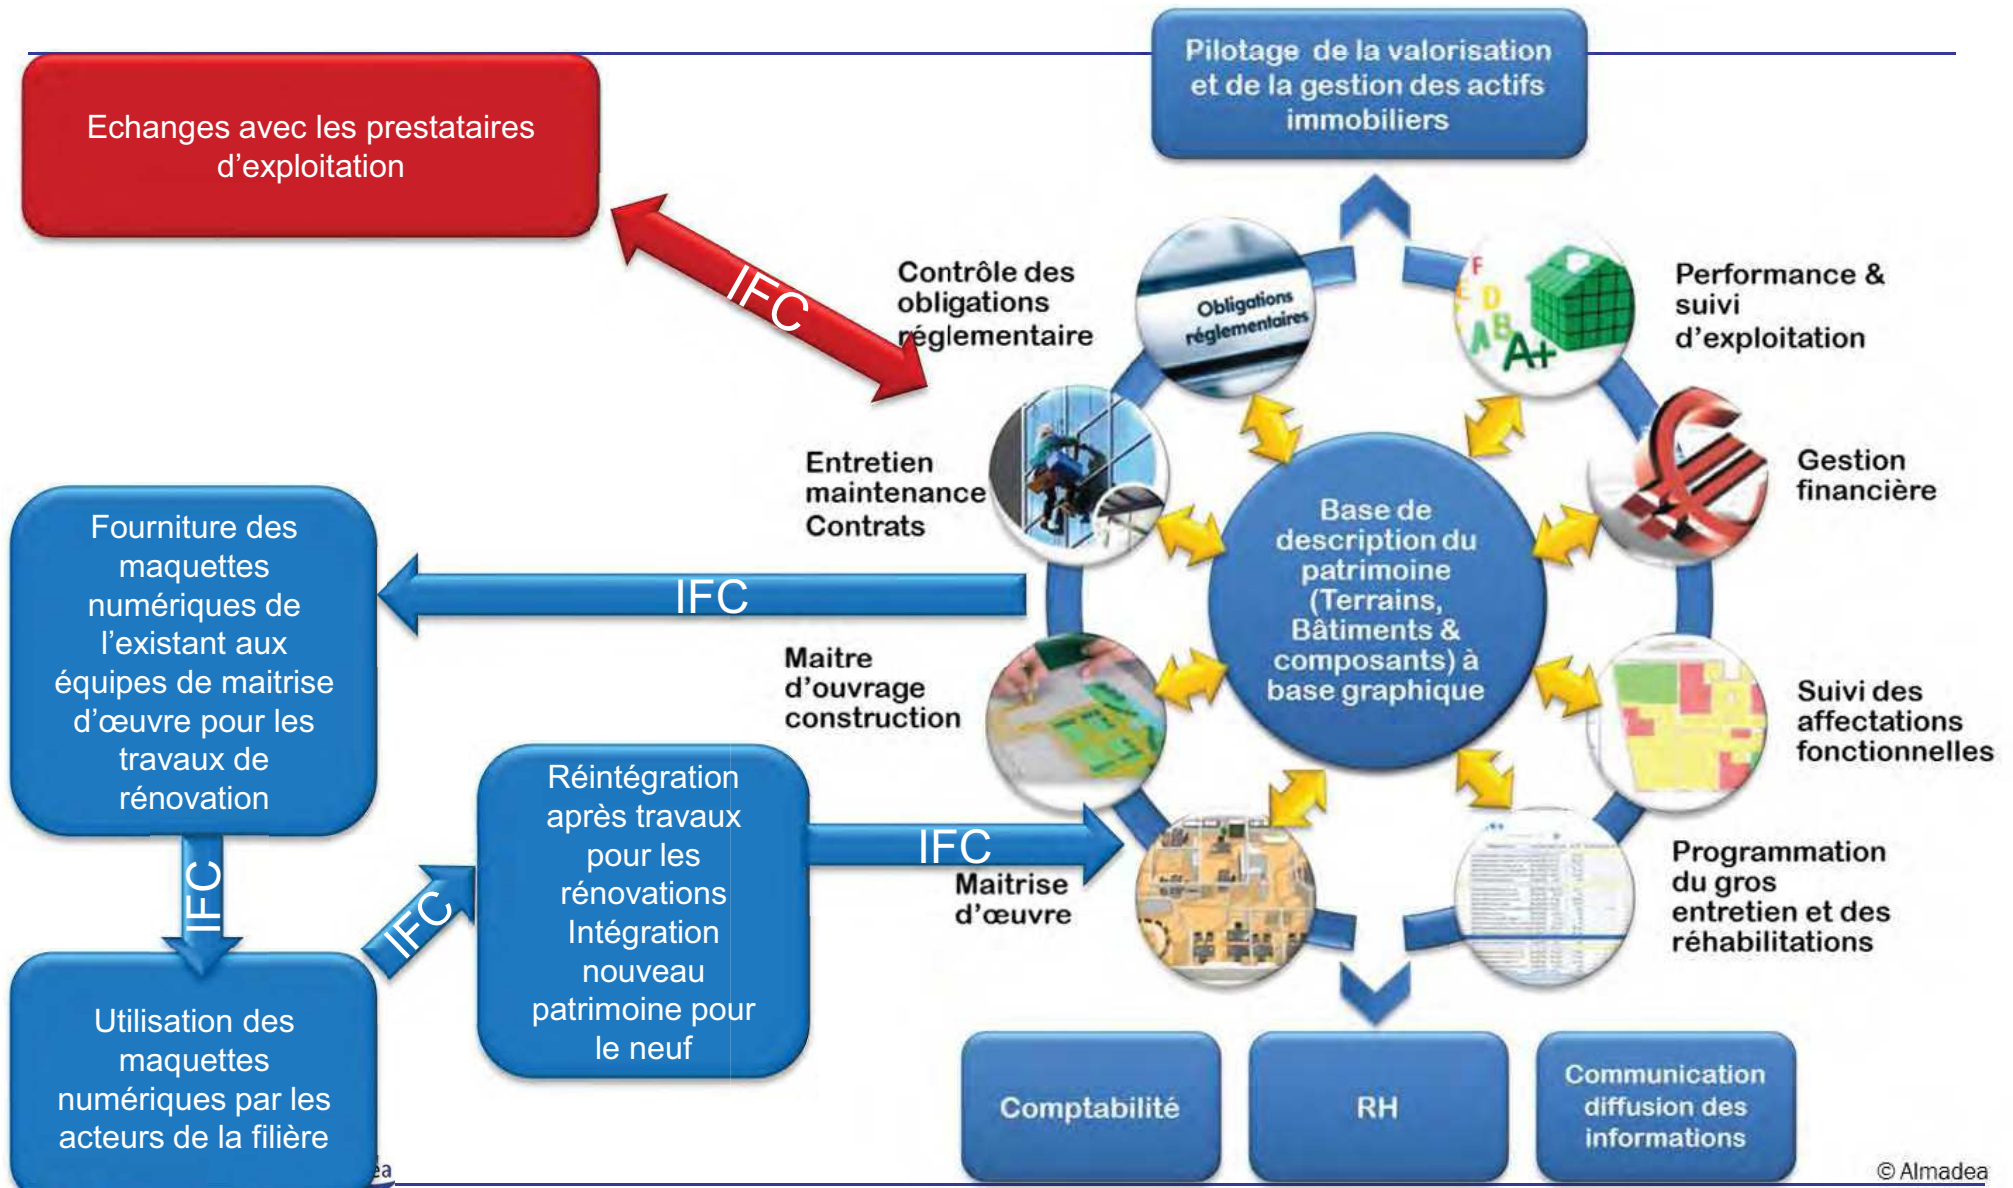 Pilotage de la valorisation
et de la gestion des actifs
immobiliers
Echanges avec les prestataires
d'exploitation
IFC
Contrôle des
obligations
réglementaire
Obligations
réglementaires
F
E
D
B
A
A+
Performance &
suivi
d'exploitation
Entretien
maintenance
Contrats
Gestion
financière
Base de
description du
patrimoine
(Terrains,
Bâtiments &
composants) à
base graphique
Fourniture des
maquettes
numériques de
l'existant aux
équipes de maitrise
d'œuvre pour les
travaux de
rénovation
IFC
Maitre
d'ouvrage
construction
Suivi des
affectations
fonctionnelles
IFC
IFC
Réintégration
après travaux
pour les
rénovations
Intégration
nouveau
patrimoine pour
le neuf
IFC
Maitrise
d'œuvre
Programmation
du gros
entretien et des
réhabilitations
Utilisation des
maquettes
numériques par les
acteurs de la filière
Comptabilité
RH
Communication
diffusion des
informations
ea
© Almadea